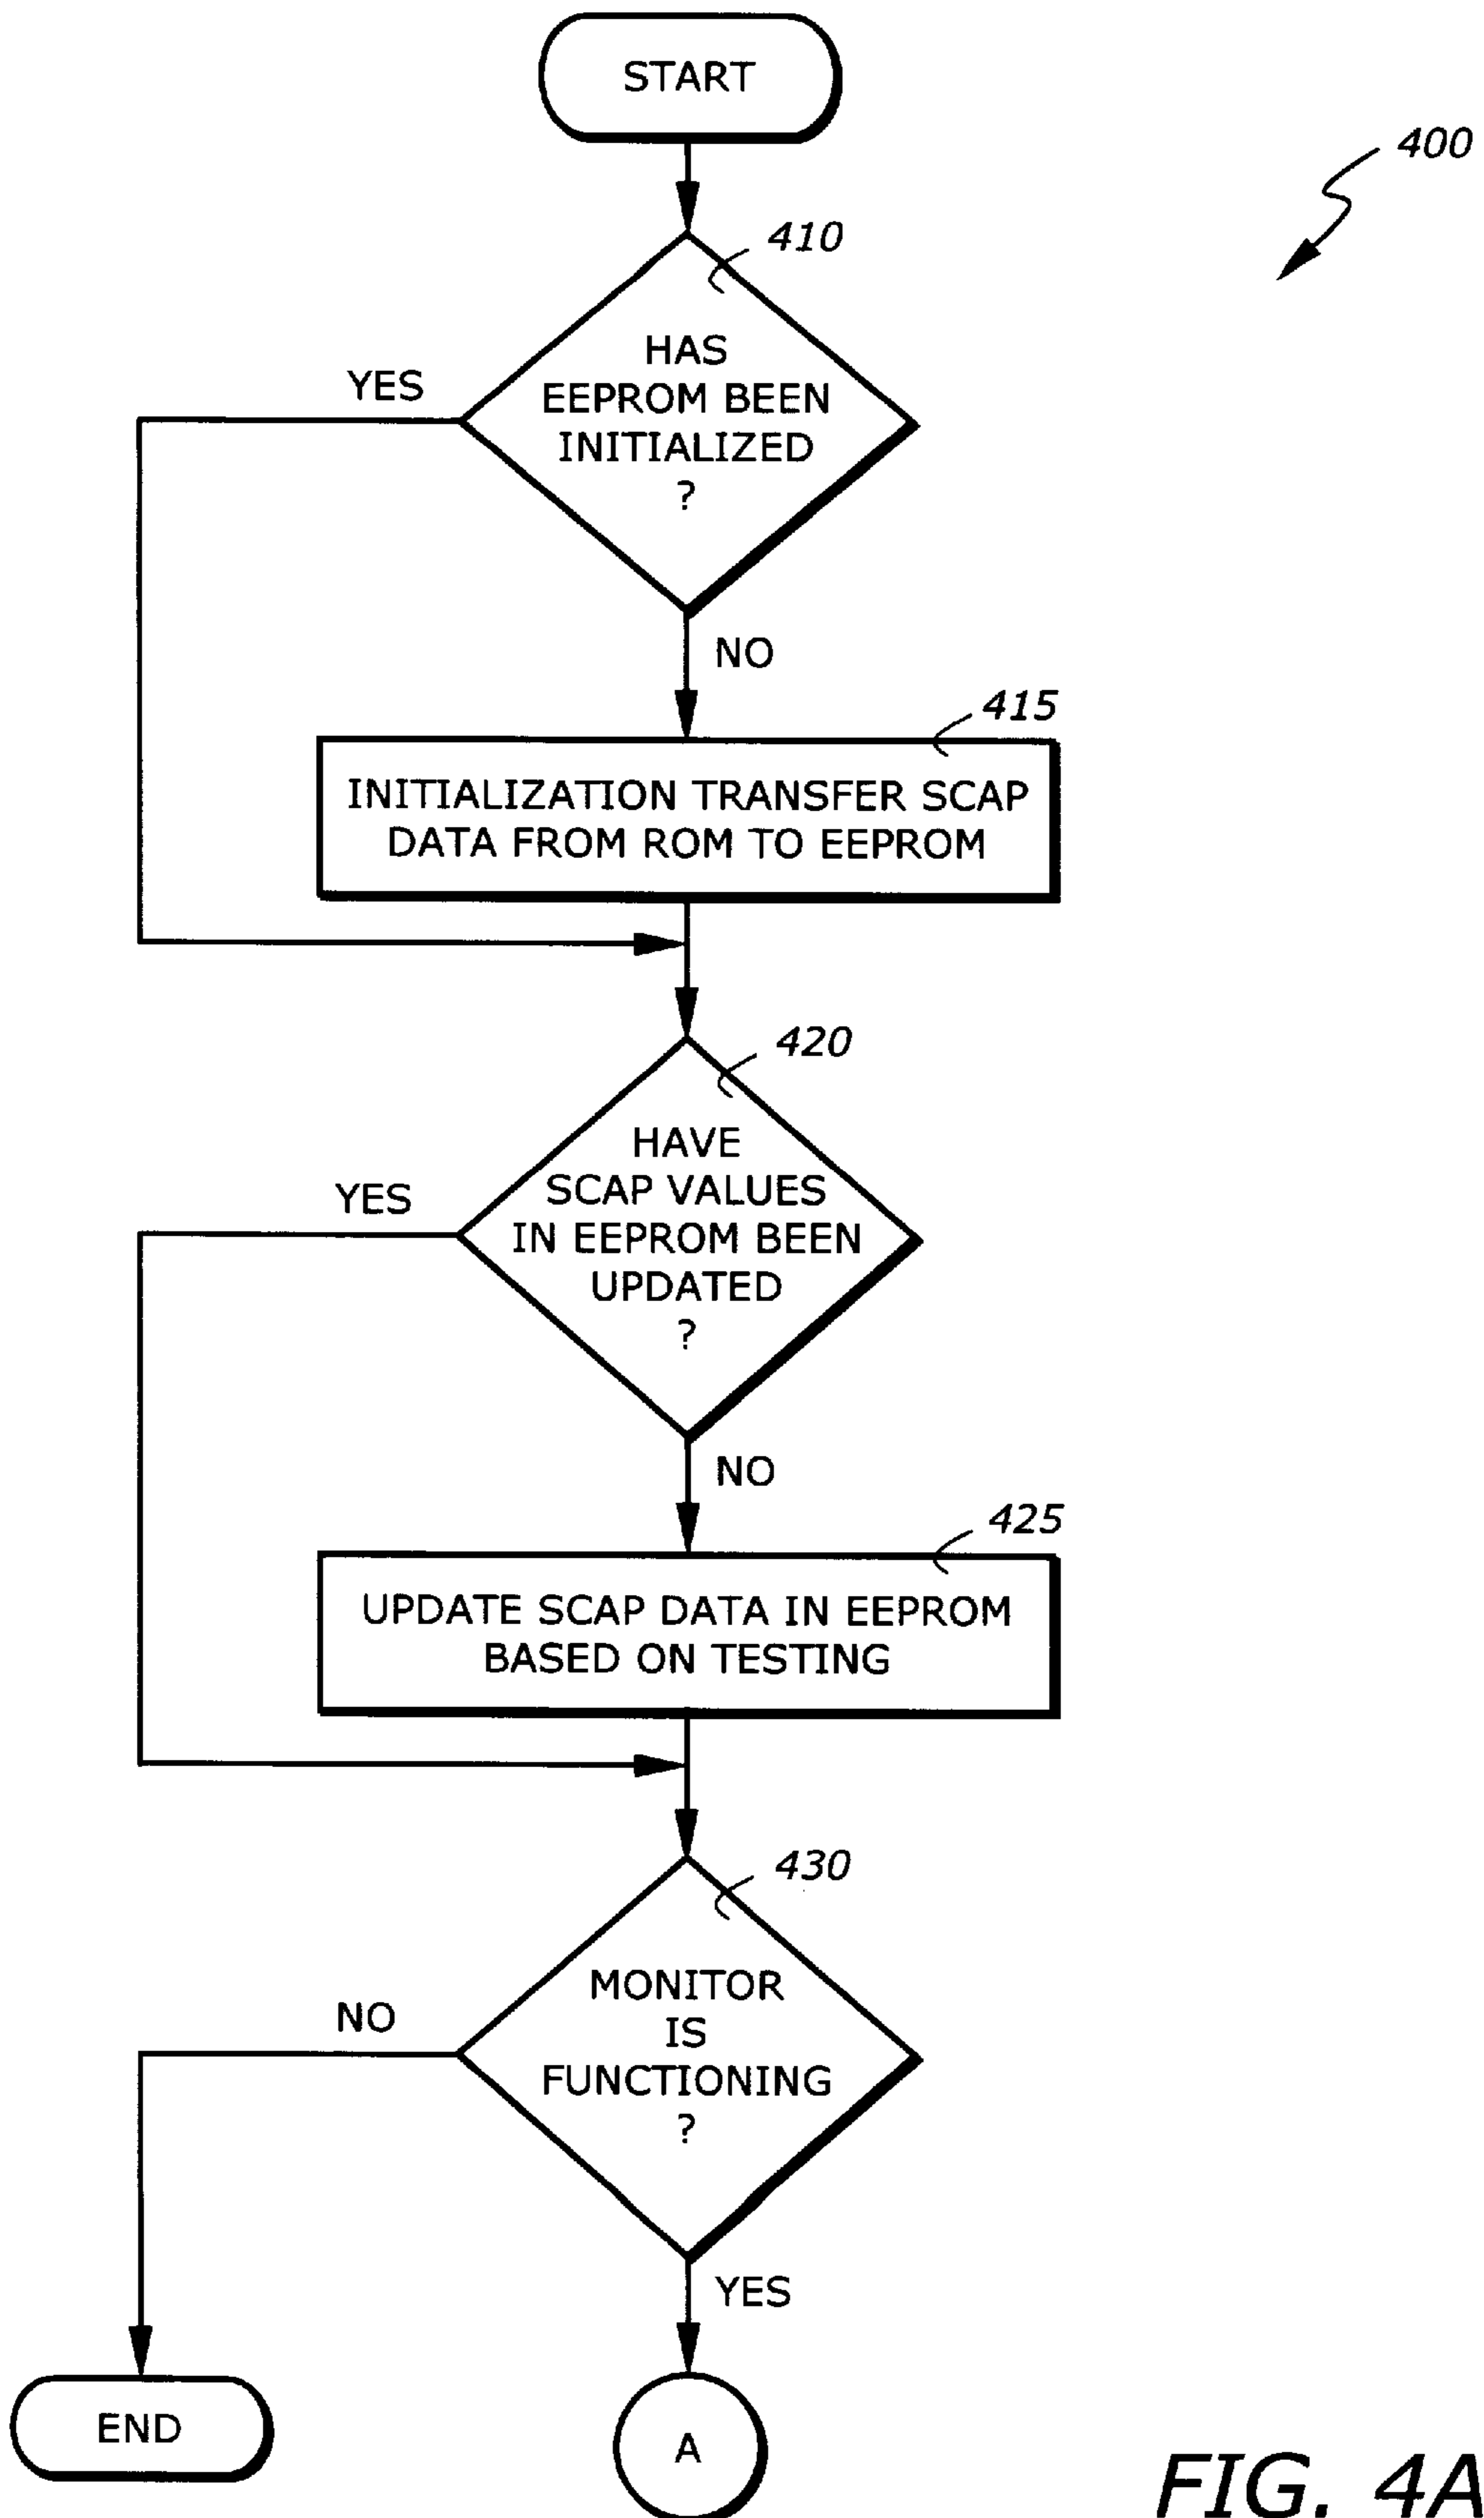 START
400
410
HAS
EEPROM BEEN
INITIALIZED
?
YES
NO
415
INITIALIZATION TRANSFER SCAP
DATA FROM ROM TO EEPROM
420
HAVE
SCAP VALUES
IN EEPROM BEEN
UPDATED
?
YES
NO
425
UPDATE SCAP DATA IN EEPROM
BASED ON TESTING
430
MONITOR
IS
FUNCTIONING
?
NO
YES
END
A
FIG. 4A